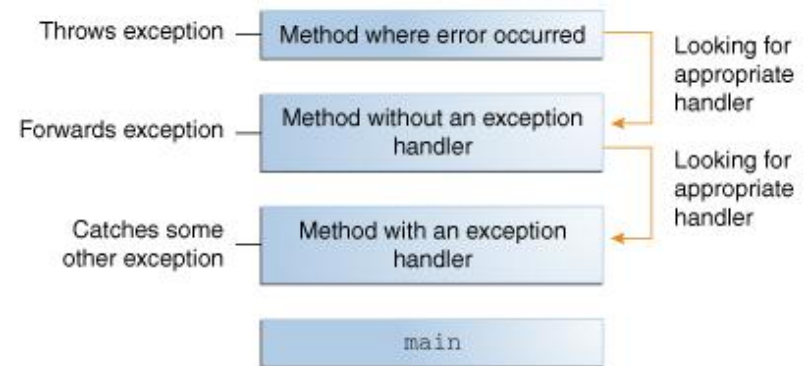 Throws exception
Method where error occurred
Looking for
appropriate
handler
Forwards exception
Method without an exception
handler
Looking for
appropriate
handler
Catches some
other exception
Method with an exception
handler
main